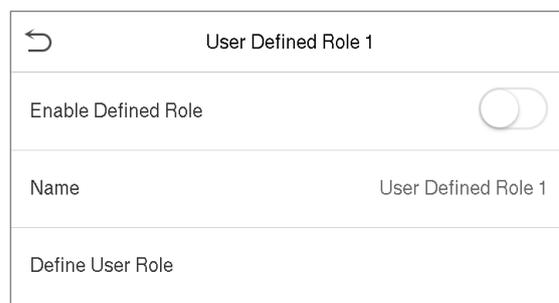 User Defined Role 1
Enable Defined Role
Name User Defined Role 1
Define User Role